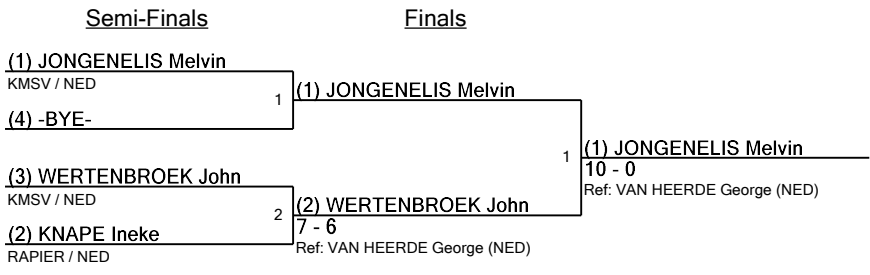 Semi-Finals Finals
(1) JONGENELIS Melvin
KMSV / NED
1
(1) JONGENELIS Melvin
(4) -BYE-
1
(1) JONGENELIS Melvin
10 - 0
Ref: VAN HEERDE George (NED)
(3) WERTENBROEK John
KMSV / NED
2
(2) WERTENBROEK John
7 - 6
Ref: VAN HEERDE George (NED)
(2) KNAPE Ineke
RAPIER / NED